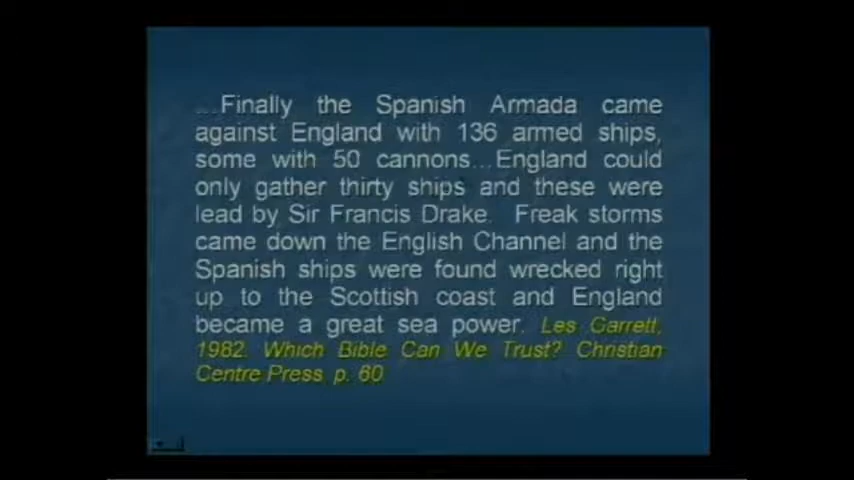 ...Finally the Spanish Armada came
against England with 136 armed ships,
some with 50 cannons...England could
only gather thirty ships and these were
lead by Sir Francis Drake. Freak storms
came down the English Channel and the
Spanish ships were found wrecked right
up to the Scottish coast and England
became a great sea power. Les Garrett,
1982. Which Bible Can We Trust? Christian
Centre Press p. 60